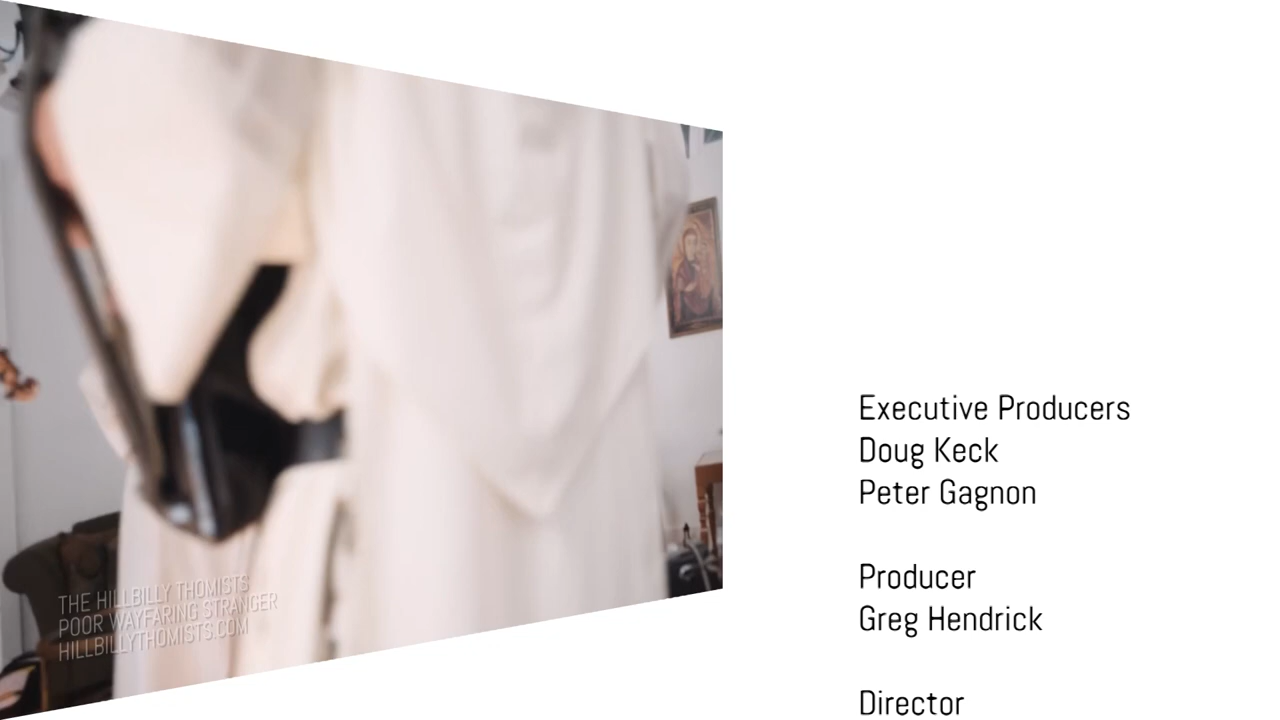 THE HILLBILLY THOMISTS
POOR WAYFARING STRANGER
HILLBILLYTHOMISTS.COM
Executive Producers
Doug Keck
Peter Gagnon
Producer
Greg Hendrick
Director